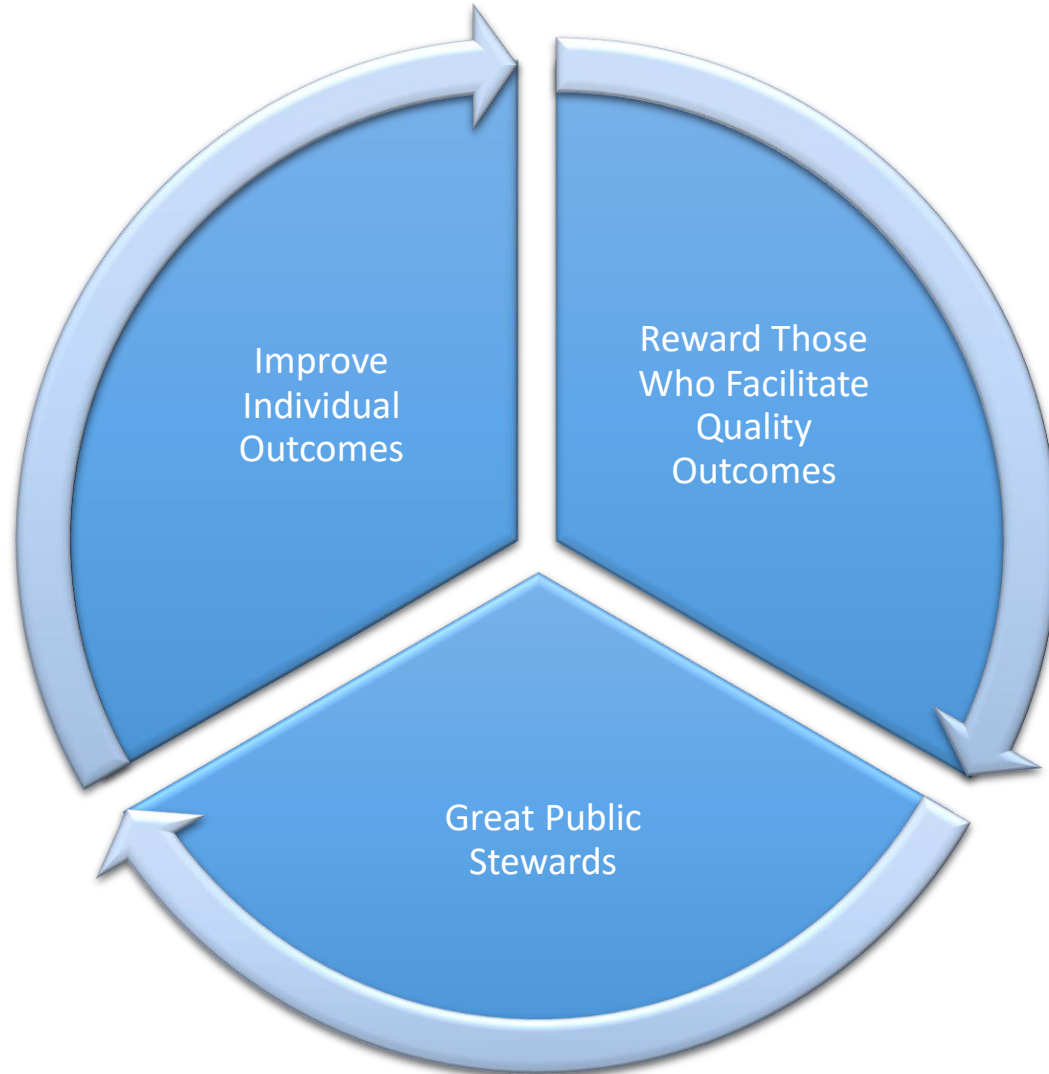 Improve
Individual
Outcomes
Reward Those
Who Facilitate
Quality
Outcomes
Great Public
Stewards